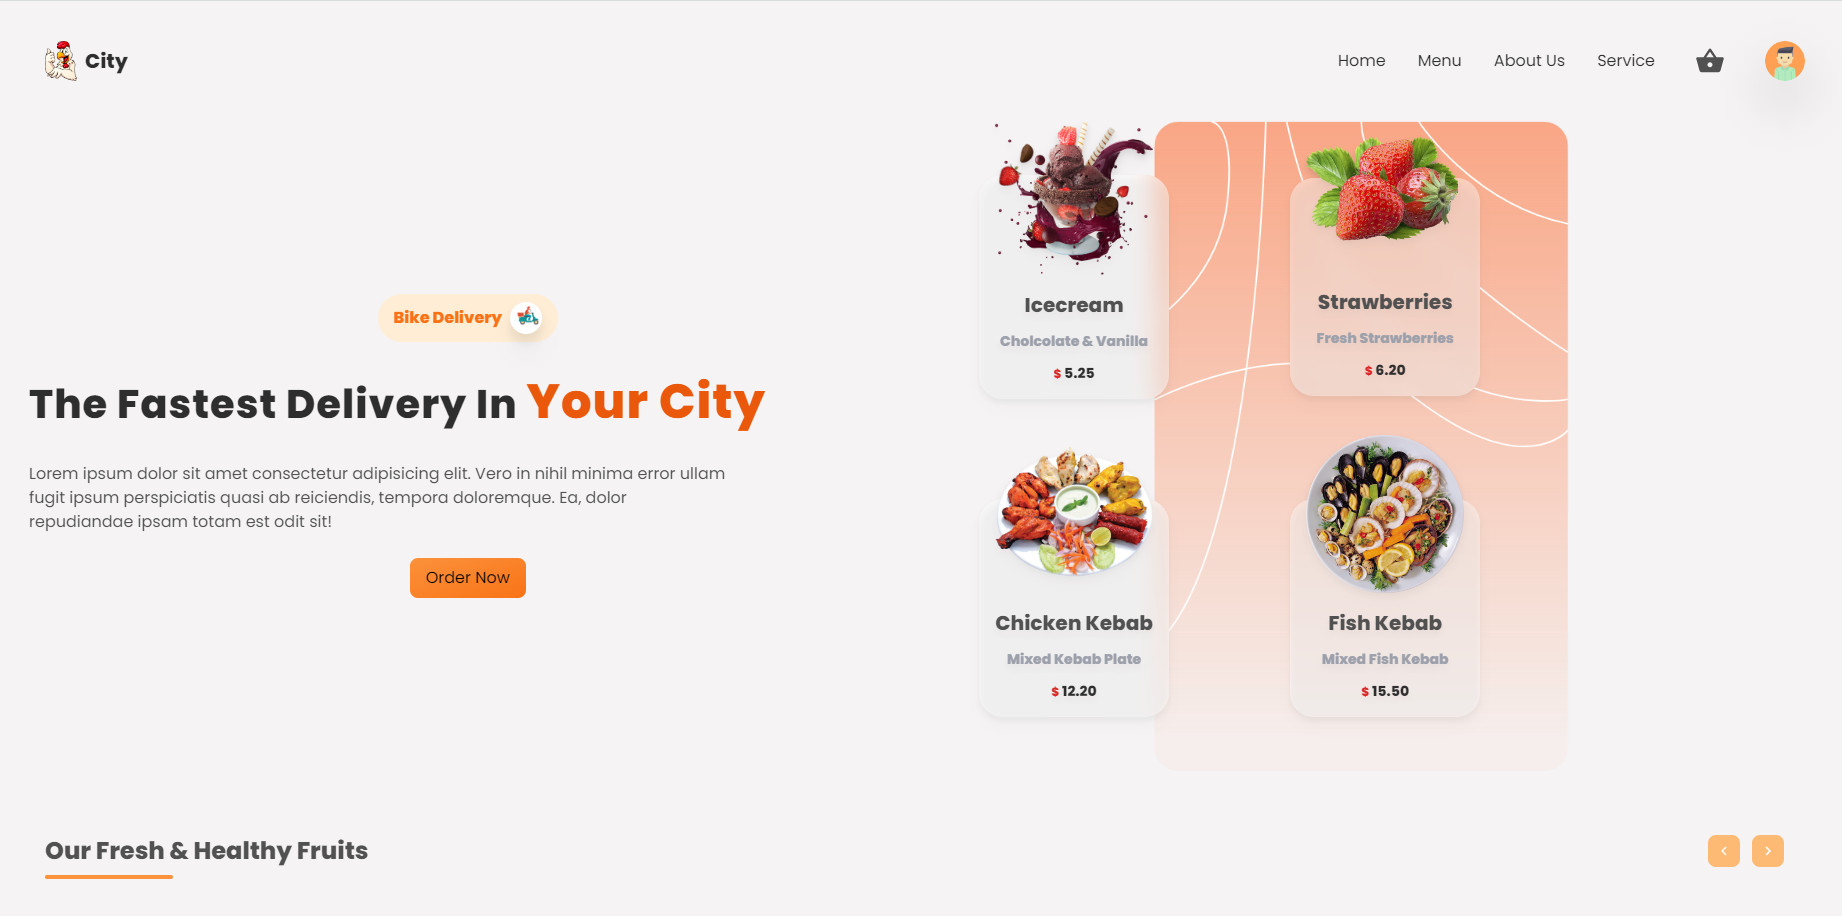 City
Home
Menu
About Us
Service
Bike Delivery
The Fastest Delivery In Your City
Lorem ipsum dolor sit amet consectetur adipisicing elit. Vero in nihil minima error ullam
fugit ipsum perspiciatis quasi ab reiciendis, tempora doloremque. Ea, dolor
repudiandae ipsam totam est odit sit!
Order Now
Icecream
Cholcolate & Vanilla
$ 5.25
Strawberries
Fresh Strawberries
$ 6.20
Chicken Kebab
Mixed Kebab Plate
$ 12.20
Fish Kebab
Mixed Fish Kebab
$ 15.50
Our Fresh & Healthy Fruits